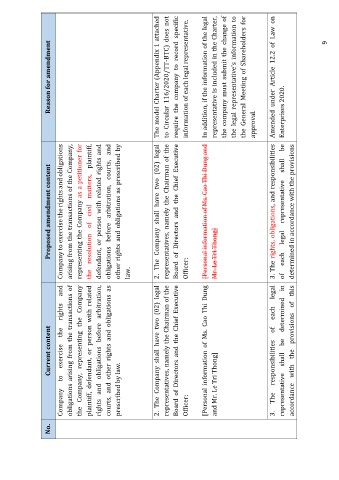 No.
Current content
Proposed amendment content
Reason for amendment
Company to exercise the rights and
obligations arising from the transactions of
the Company, representing the Company
plaintiff, defendant, or person with related
rights and obligations before arbitration,
courts, and other rights and obligations as
prescribed by law.
Company to exercise the rights and obligations
arising from the transactions of the Company,
representing the Company as a petitioner for
the resolution of civil matters, plaintiff,
defendant, or person with related rights and
obligations before arbitration, courts, and
other rights and obligations as prescribed by
law.
2. The Company shall have two (02) legal
representatives, namely the Chairman of the
Board of Directors and the Chief Executive
Officer:
[Personal information of Ms. Cao Thi Dung
and Mr. Le Tri Thong]
2. The Company shall have two (02) legal
representatives, namely the Chairman of the
Board of Directors and the Chief Executive
Officer:
[Personal information of Ms. Cao Thi Dung and
Mr. Le Tri Thong]
The model Charter (Appendix 1 attached
to Circular 116/2020/TT-BTC) does not
require the company to record specific
information of each legal representative.
In addition, if the information of the legal
representative is included in the Charter,
the company must submit the change of
the legal representative's information to
the General Meeting of Shareholders for
approval.
3. The responsibilities of each legal
representative shall be determined in
accordance with the provisions of this
3. The rights, obligations, and responsibilities
of each legal representative shall be
determined in accordance with the provisions
Amended under Article 12.2 of Law on
Enterprises 2020.
9